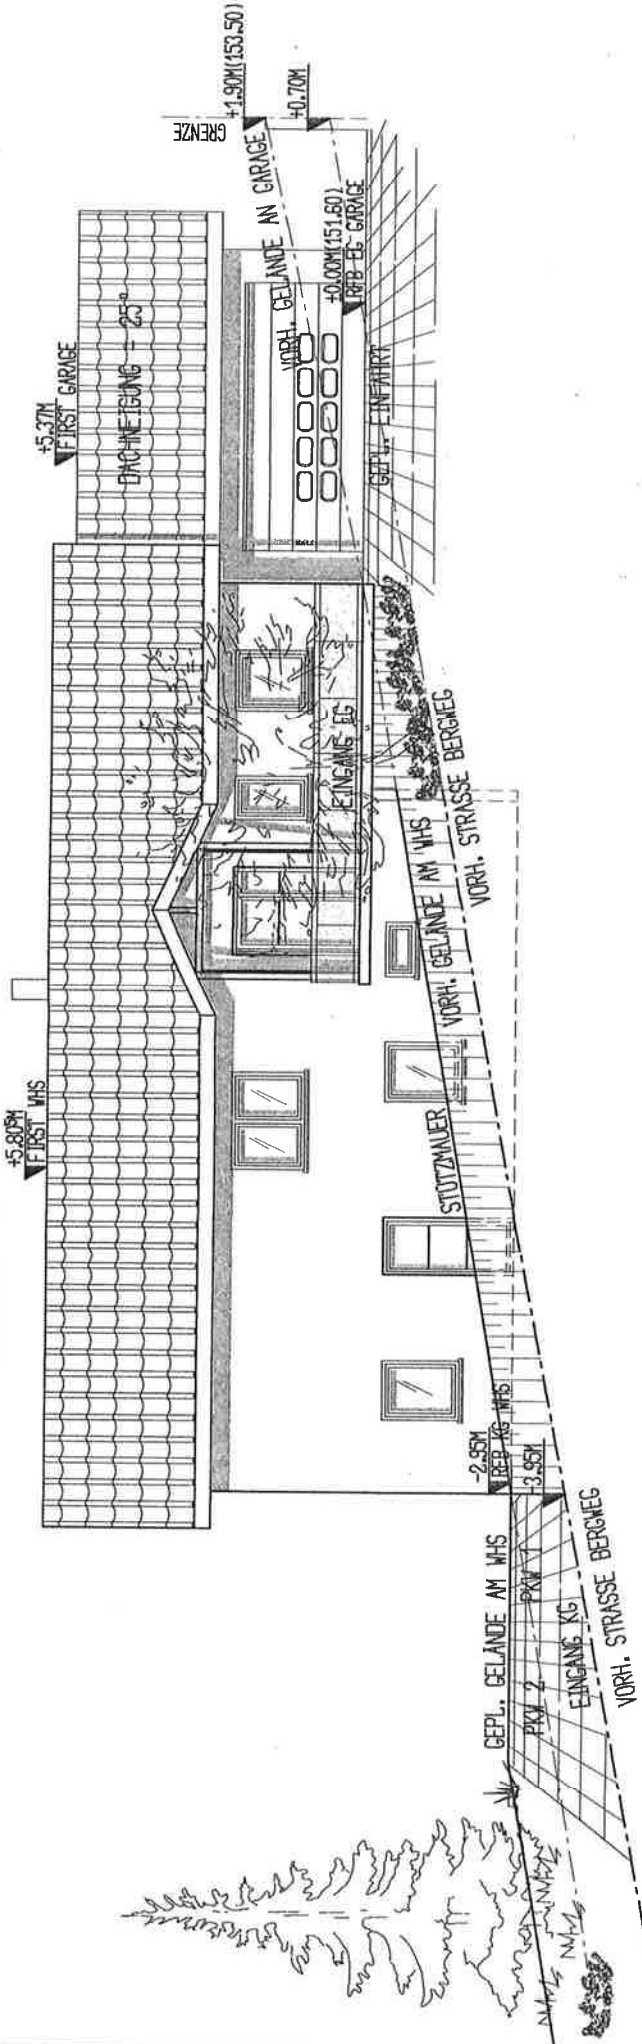 +5.80⁵M
FIRST WHS
+5.37M
FIRST GARAGE
DACHNEIGUNG = 25°
GRENZE
+1.90M(153.50)
+0.70M
VORH. GELÄNDE AN GARAGE
+0.00M(151.60)
RFB EG GARAGE
GEPL. EINFAHRT
EINGANG EG
VORH. STRASSE BERGWEG
VORH. GELÄNDE AM WHS
STÜTZMAUER
-2.95M
RFB KG WHS
-3.95M
GEPL. GELÄNDE AM WHS
PKW 2
PKW 1
EINGANG KG
VORH. STRASSE BERGWEG